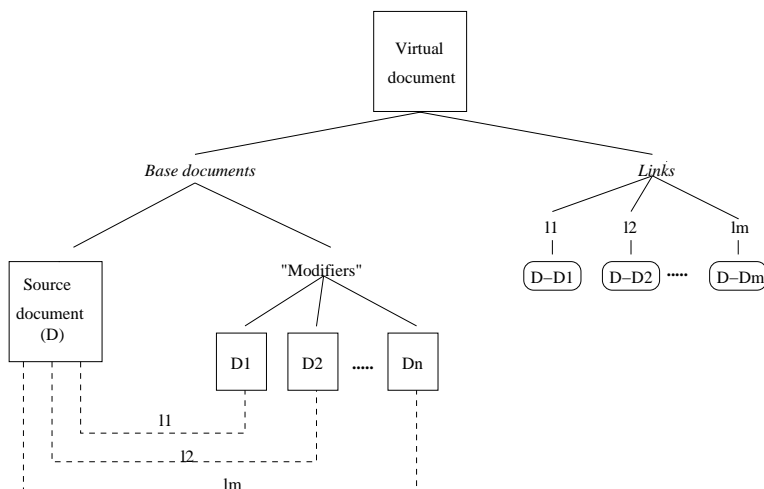 Virtual
document
Base documents
Links
l1
l2
lm
D–D1
D–D2
.....
D–Dm
"Modifiers"
Source
document
(D)
D1
D2
.....
Dn
l1
l2
lm